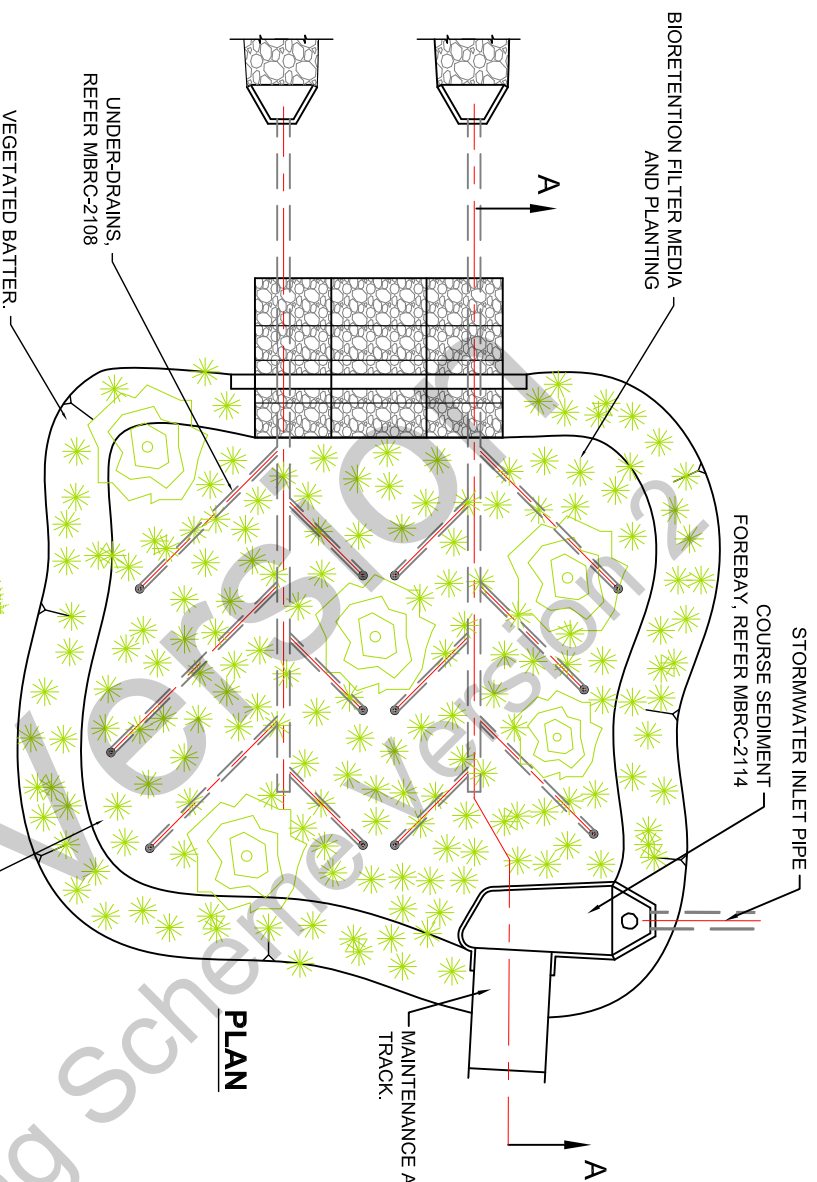 BIORETENTION FILTER MEDIA
AND PLANTING
STORMWATER INLET PIPE
COURSE SEDIMENT
FOREBAY, REFER MBRC-2114
UNDER-DRAINS,
REFER MBRC-2108
VEGETATED BATTER.
MAINTENANCE A
TRACK.
A
A
PLAN
Version
g Scheme Version 2